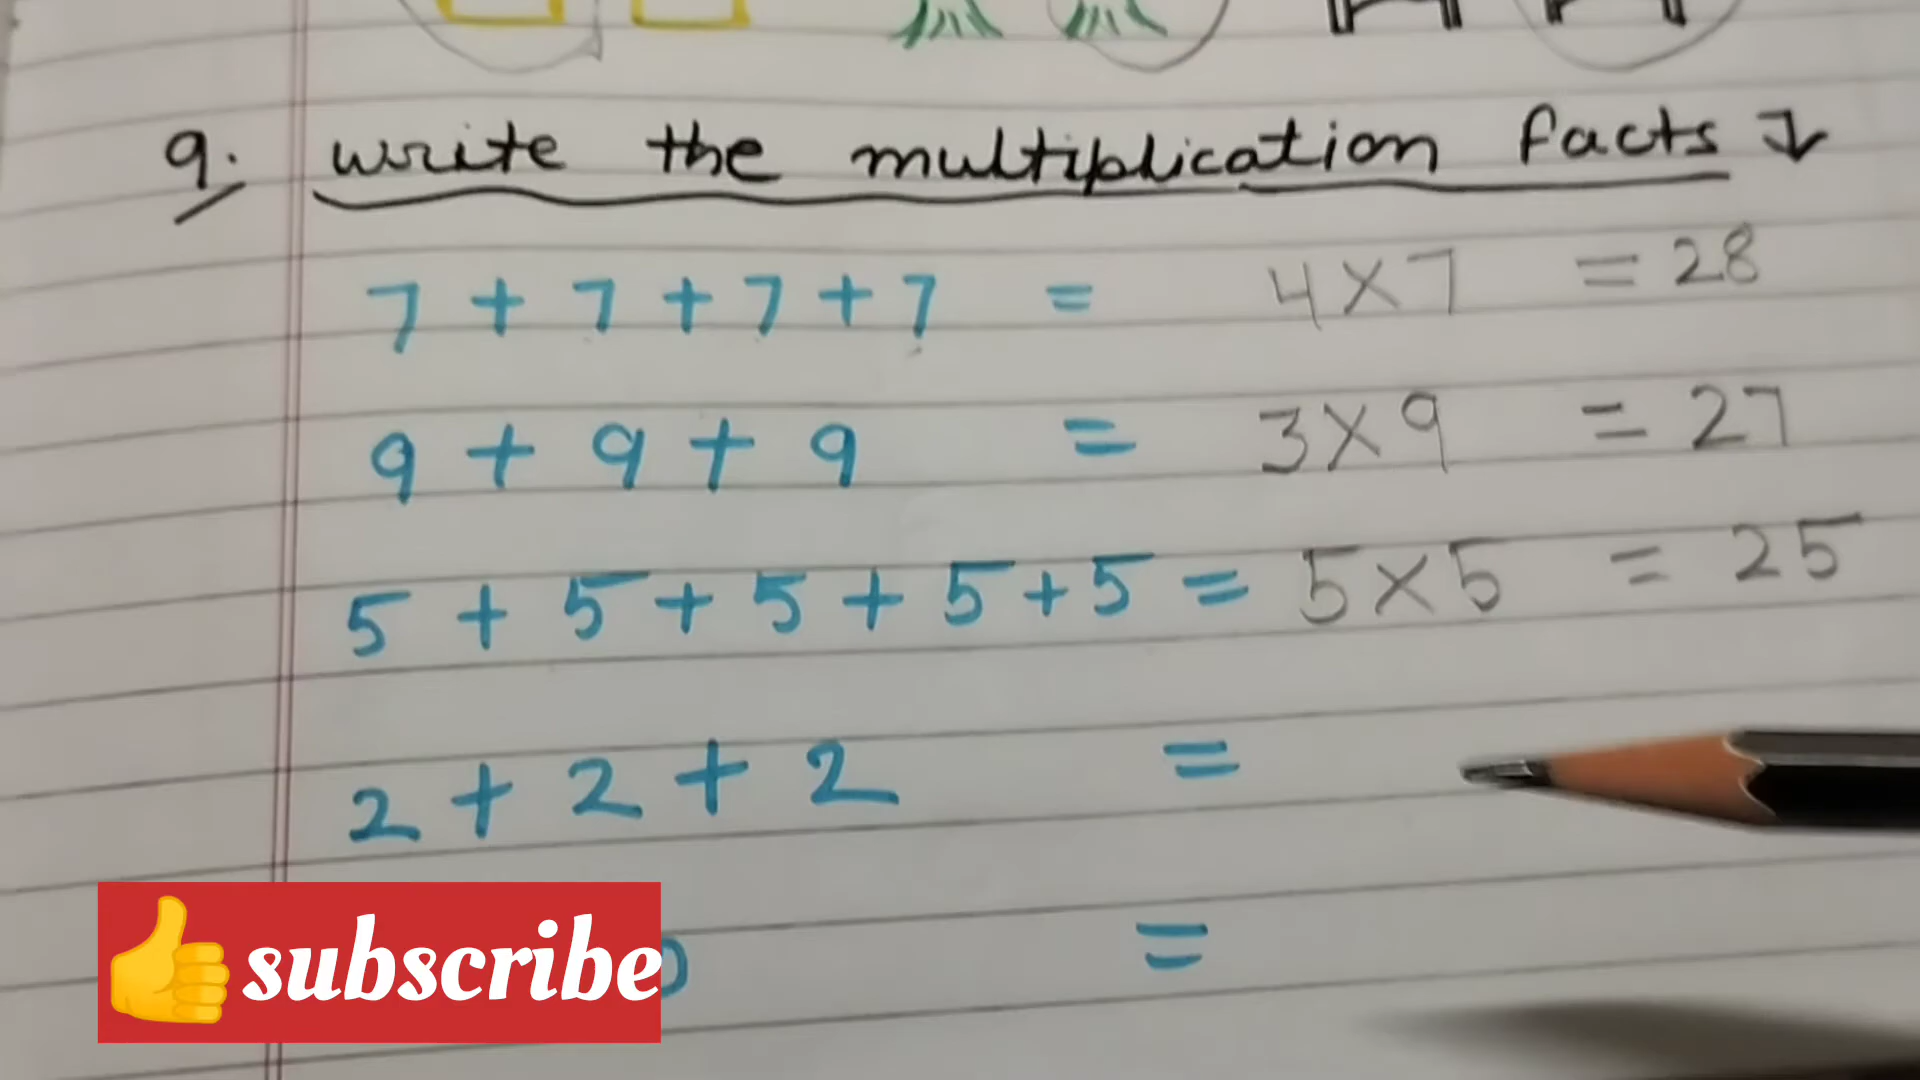 9. write the multiplication facts ↓
7 + 7 + 7 + 7 = 4 × 7 = 28
9 + 9 + 9 = 3 × 9 = 27
5 + 5 + 5 + 5 + 5 = 5 × 5 = 25
2 + 2 + 2 =
👍 subscribe =